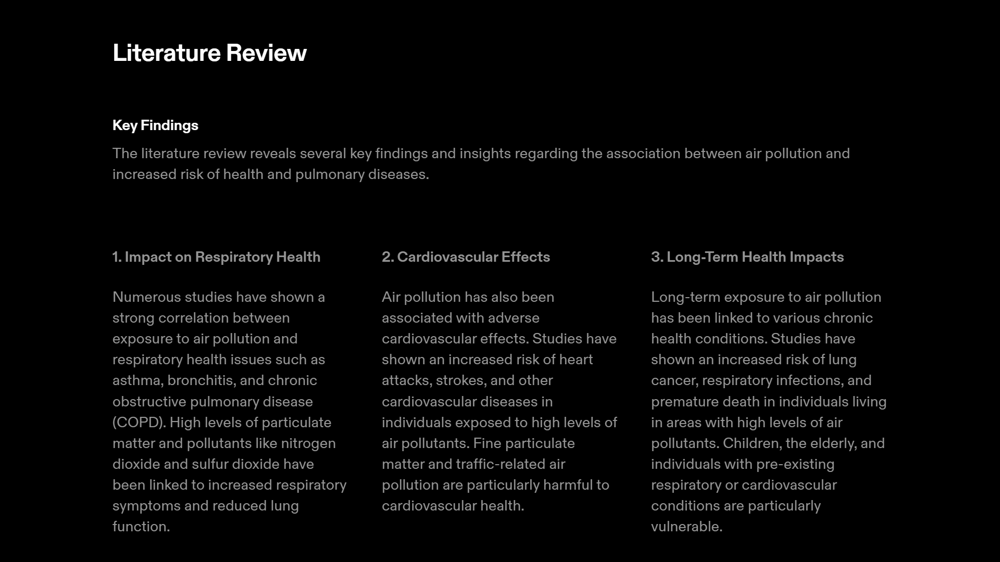 Literature Review
Key Findings
The literature review reveals several key findings and insights regarding the association between air pollution and
increased risk of health and pulmonary diseases.
1. Impact on Respiratory Health
Numerous studies have shown a
strong correlation between
exposure to air pollution and
respiratory health issues such as
asthma, bronchitis, and chronic
obstructive pulmonary disease
(COPD). High levels of particulate
matter and pollutants like nitrogen
dioxide and sulfur dioxide have
been linked to increased respiratory
symptoms and reduced lung
function.
2. Cardiovascular Effects
Air pollution has also been
associated with adverse
cardiovascular effects. Studies have
shown an increased risk of heart
attacks, strokes, and other
cardiovascular diseases in
individuals exposed to high levels of
air pollutants. Fine particulate
matter and traffic-related air
pollution are particularly harmful to
cardiovascular health.
3. Long-Term Health Impacts
Long-term exposure to air pollution
has been linked to various chronic
health conditions. Studies have
shown an increased risk of lung
cancer, respiratory infections, and
premature death in individuals living
in areas with high levels of air
pollutants. Children, the elderly, and
individuals with pre-existing
respiratory or cardiovascular
conditions are particularly
vulnerable.